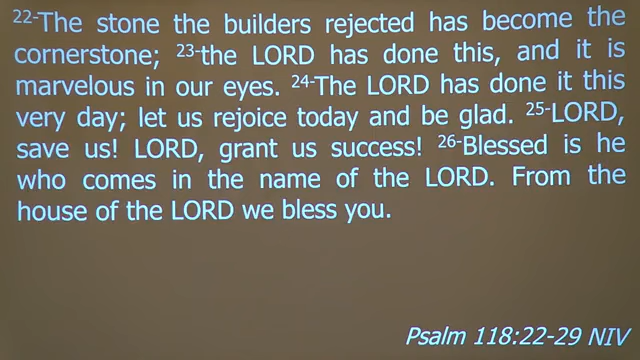 22-The stone the builders rejected has become the
cornerstone; 23-the LORD has done this, and it is
marvelous in our eyes. 24-The LORD has done it this
very day; let us rejoice today and be glad. 25-LORD,
save us! LORD, grant us success! 26-Blessed is he
who comes in the name of the LORD. From the
house of the LORD we bless you.
Psalm 118:22-29 NIV